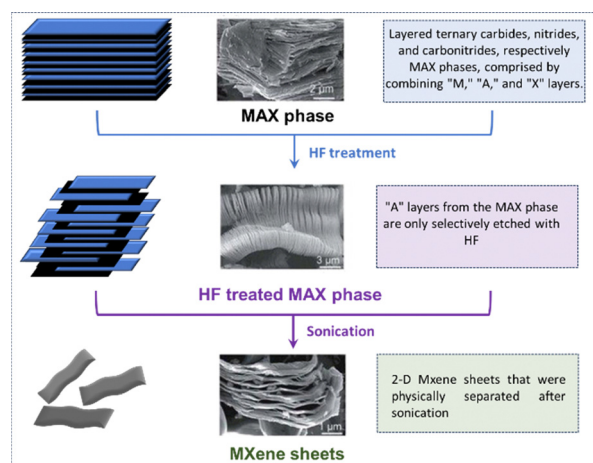 Layered ternary carbides, nitrides,
and carbonitrides, respectively
MAX phases, comprised by
combining "M," "A," and "X" layers.
2 µm
MAX phase
HF treatment
"A" layers from the MAX phase
are only selectively etched with
HF
3 µm
HF treated MAX phase
Sonication
2-D Mxene sheets that were
physically separated after
sonication
1 µm
MXene sheets